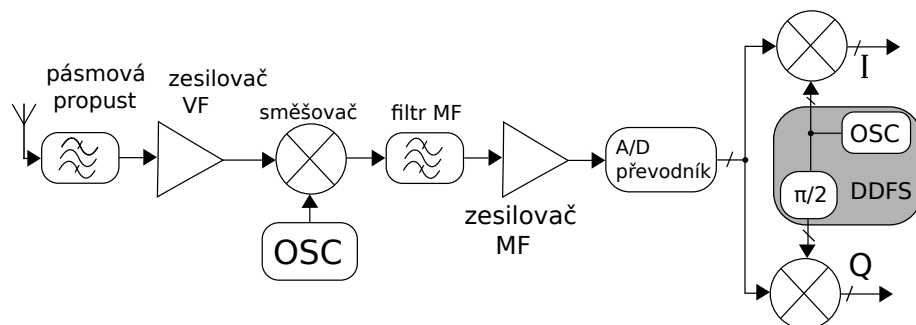 pásmová
propust
zesilovač
VF
směšovač
OSC
filtr MF
zesilovač
MF
A/D
převodník
I
OSC
π/2
DDFS
Q